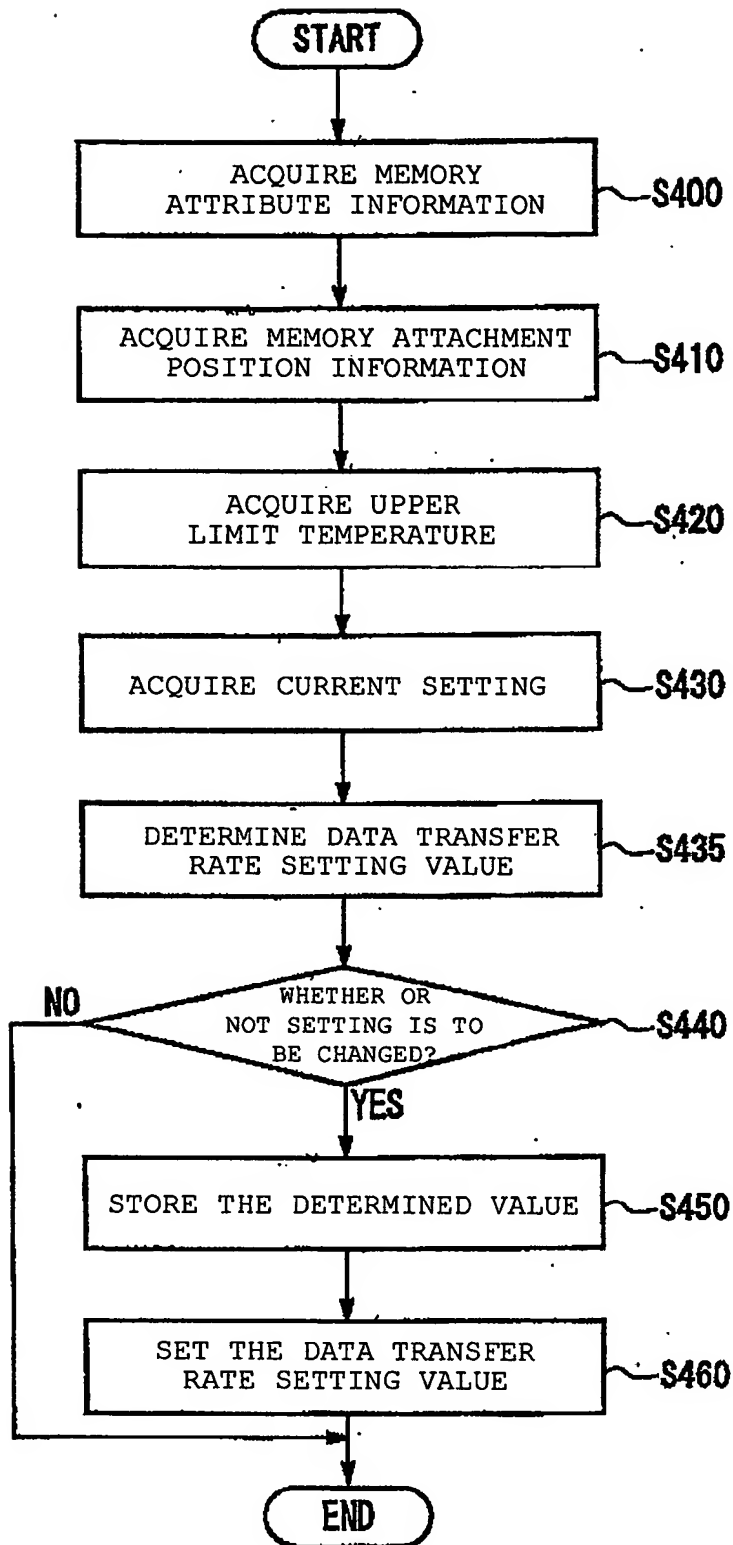 START
ACQUIRE MEMORY
ATTRIBUTE INFORMATION
S400
ACQUIRE MEMORY ATTACHMENT
POSITION INFORMATION
S410
ACQUIRE UPPER
LIMIT TEMPERATURE
S420
ACQUIRE CURRENT SETTING
S430
DETERMINE DATA TRANSFER
RATE SETTING VALUE
S435
WHETHER OR
NOT SETTING IS TO
BE CHANGED?
S440
NO
YES
STORE THE DETERMINED VALUE
S450
SET THE DATA TRANSFER
RATE SETTING VALUE
S460
END